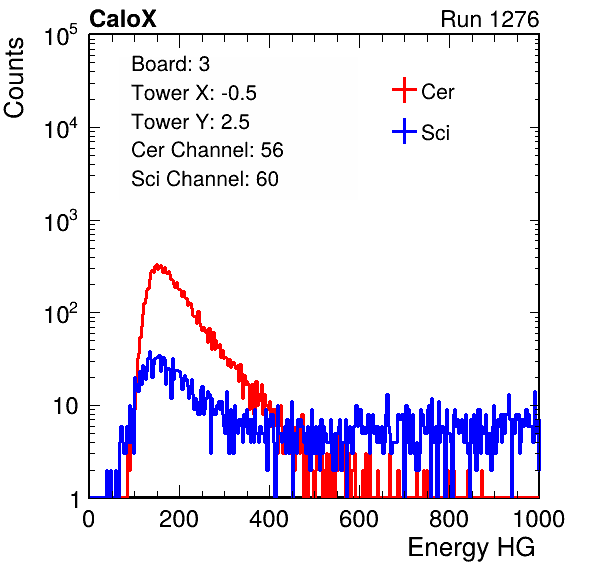 CaloX Run 1276
Counts
Board: 3
Tower X: -0.5
Tower Y: 2.5
Cer Channel: 56
Sci Channel: 60
Cer
Sci
10^5
10^4
10^3
10^2
10
1
0 200 400 600 800 1000
Energy HG